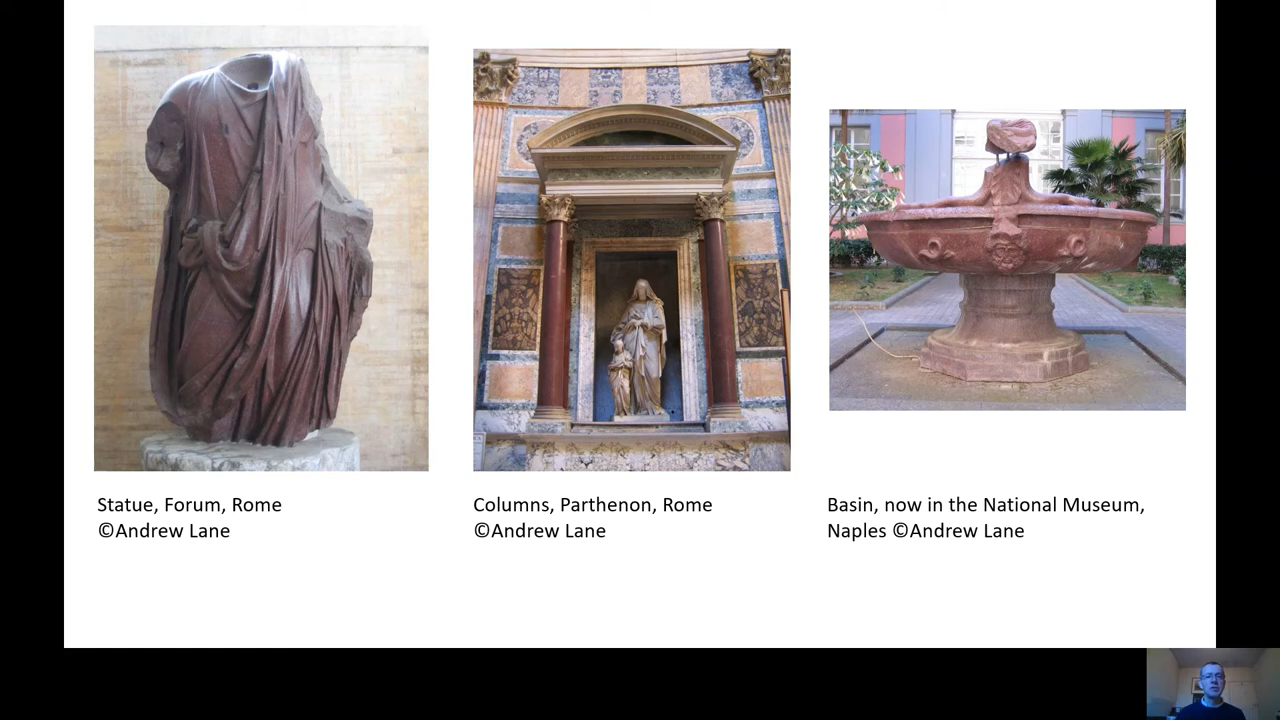 Statue, Forum, Rome
©Andrew Lane
Columns, Parthenon, Rome
©Andrew Lane
Basin, now in the National Museum,
Naples ©Andrew Lane